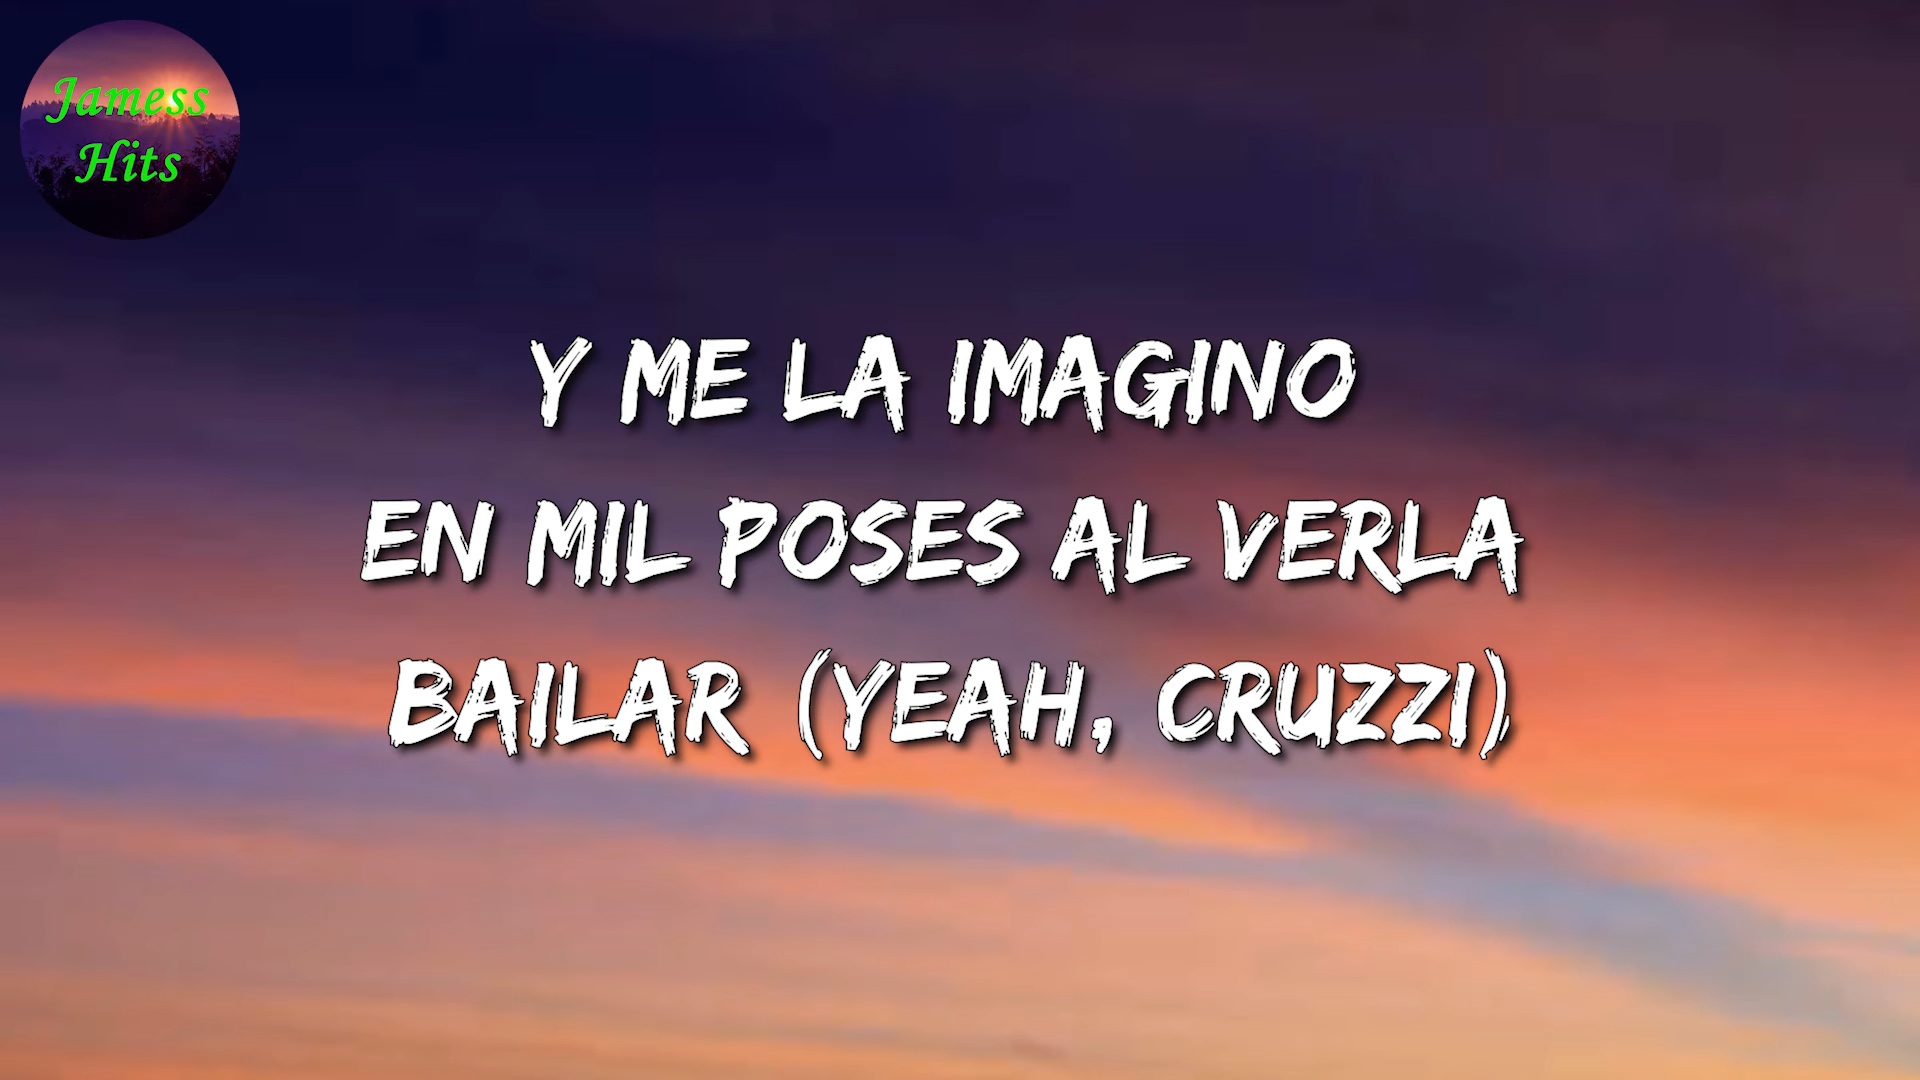 Jamess
Hits
Y ME LA IMAGINO
EN MIL POSES AL VERLA
BAILAR (YEAH, CRUZZI)